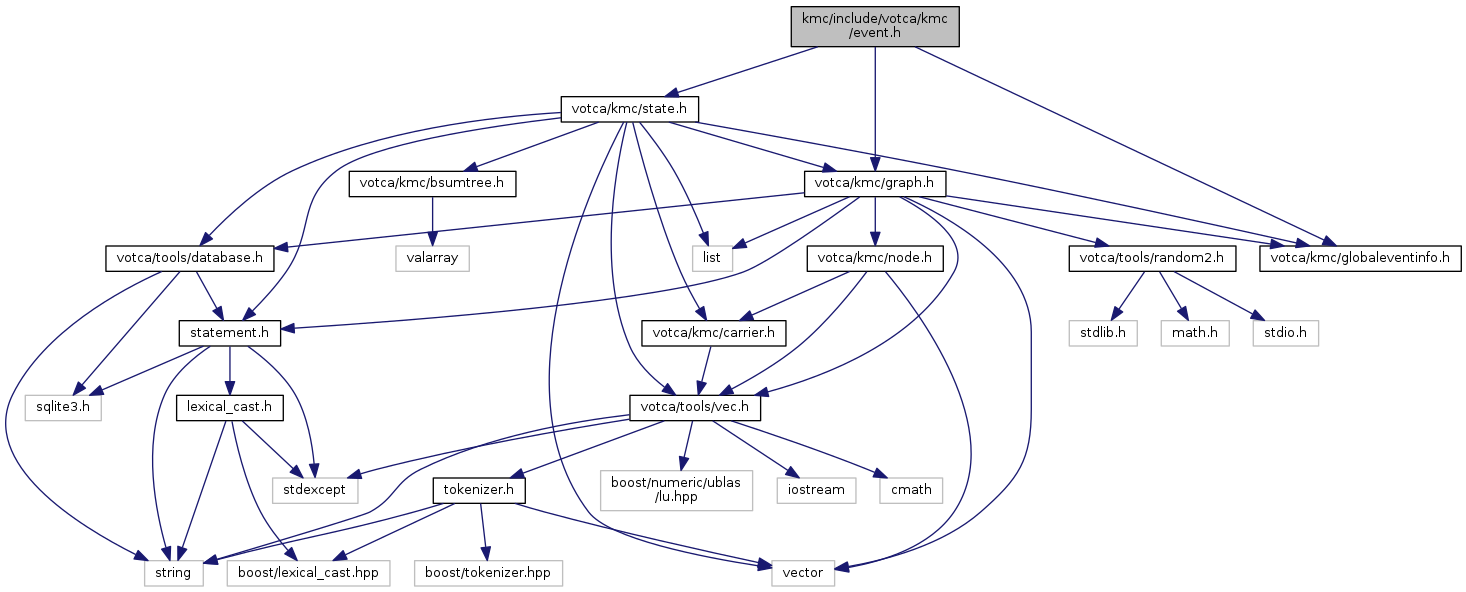 kmc/include/votca/kmc
/event.h
votca/kmc/state.h
votca/kmc/bsumtree.h
votca/kmc/graph.h
votca/tools/database.h
valarray
list
votca/kmc/node.h
votca/tools/random2.h
votca/kmc/globaleventinfo.h
statement.h
votca/kmc/carrier.h
stdlib.h
math.h
stdio.h
sqlite3.h
lexical_cast.h
votca/tools/vec.h
stdexcept
tokenizer.h
boost/numeric/ublas
/lu.hpp
iostream
cmath
string
boost/lexical_cast.hpp
boost/tokenizer.hpp
vector